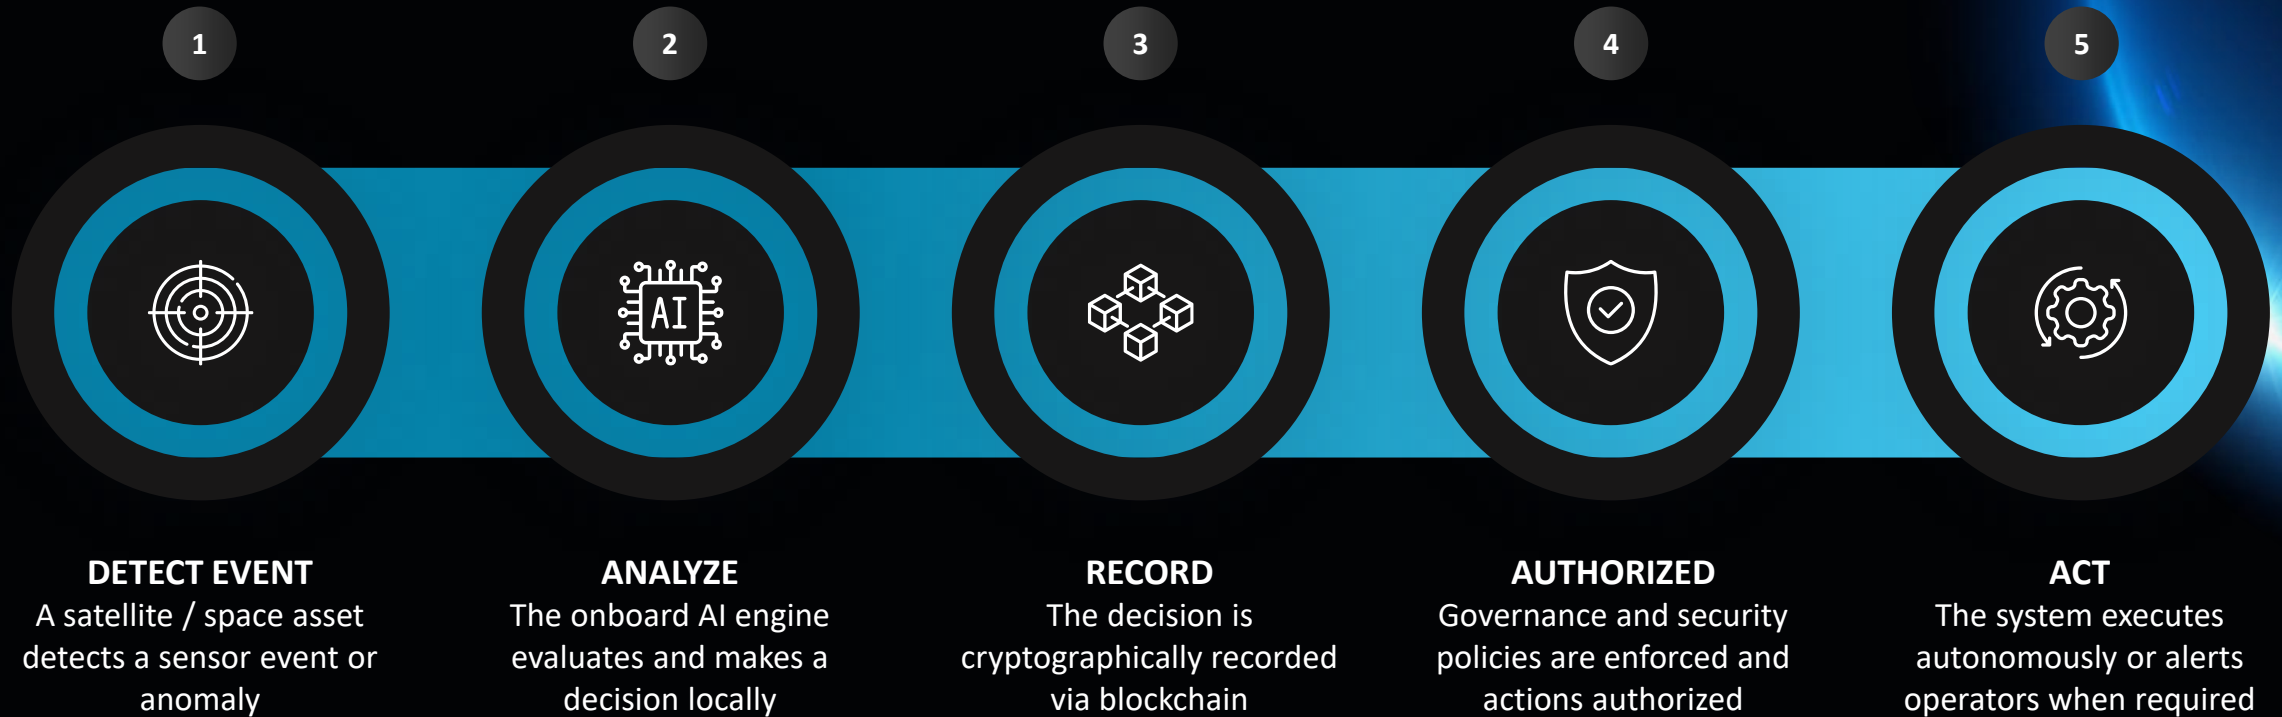 1
2
3
4
5
AI
DETECT EVENT
A satellite / space asset
detects a sensor event or
anomaly
ANALYZE
The onboard AI engine
evaluates and makes a
decision locally
RECORD
The decision is
cryptographically recorded
via blockchain
AUTHORIZED
Governance and security
policies are enforced and
actions authorized
ACT
The system executes
autonomously or alerts
operators when required